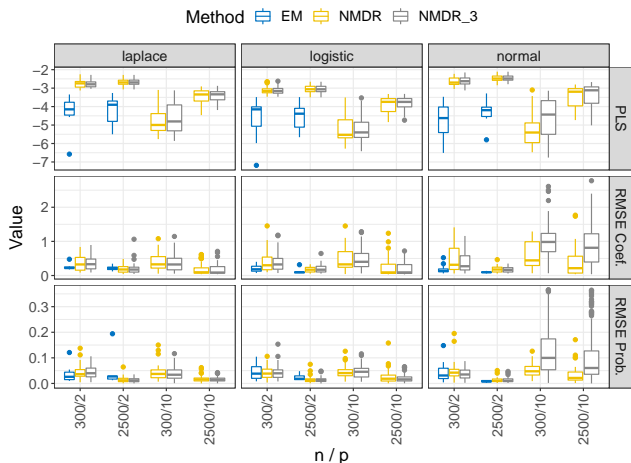 Method EM NMDR NMDR_3
laplace logistic normal
−2
−3
−4
−5
−6
−7
PLS
2
1
0
RMSE Coef.
0.3
0.2
0.1
0.0
RMSE Prob.
Value
300/2 2500/2 300/10 2500/10 300/2 2500/2 300/10 2500/10 300/2 2500/2 300/10 2500/10
n / p